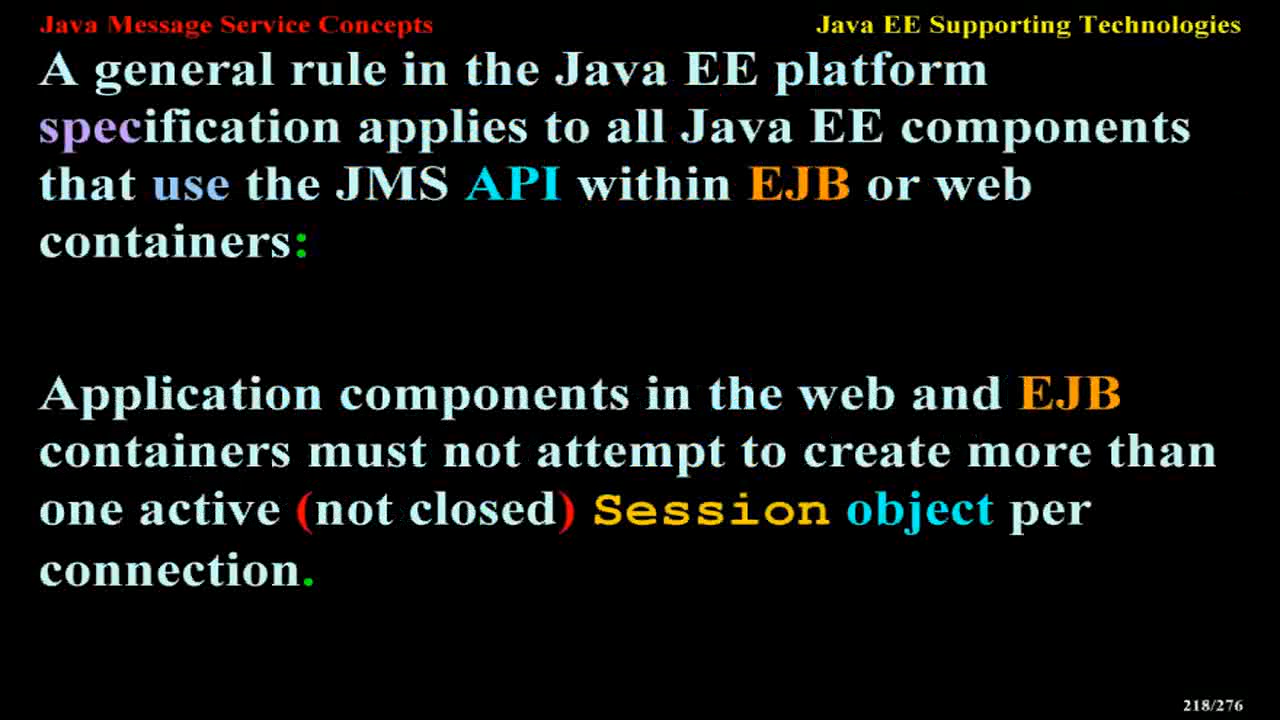 Java Message Service Concepts
Java EE Supporting Technologies
A general rule in the Java EE platform
specification applies to all Java EE components
that use the JMS API within EJB or web
containers:
Application components in the web and EJB
containers must not attempt to create more than
one active (not closed) Session object per
connection.
218/276